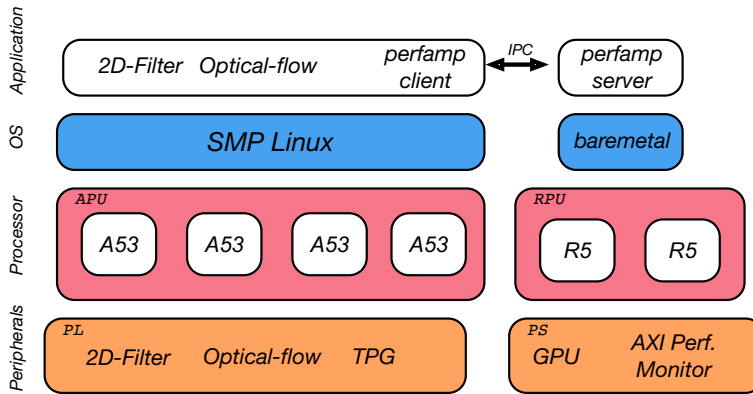 Application
2D-Filter Optical-flow
perfamp
client
IPC
perfamp
server
OS
SMP Linux
baremetal
Processor
APU
A53
A53
A53
A53
RPU
R5
R5
Peripherals
PL
2D-Filter Optical-flow TPG
PS
GPU
AXI Perf.
Monitor